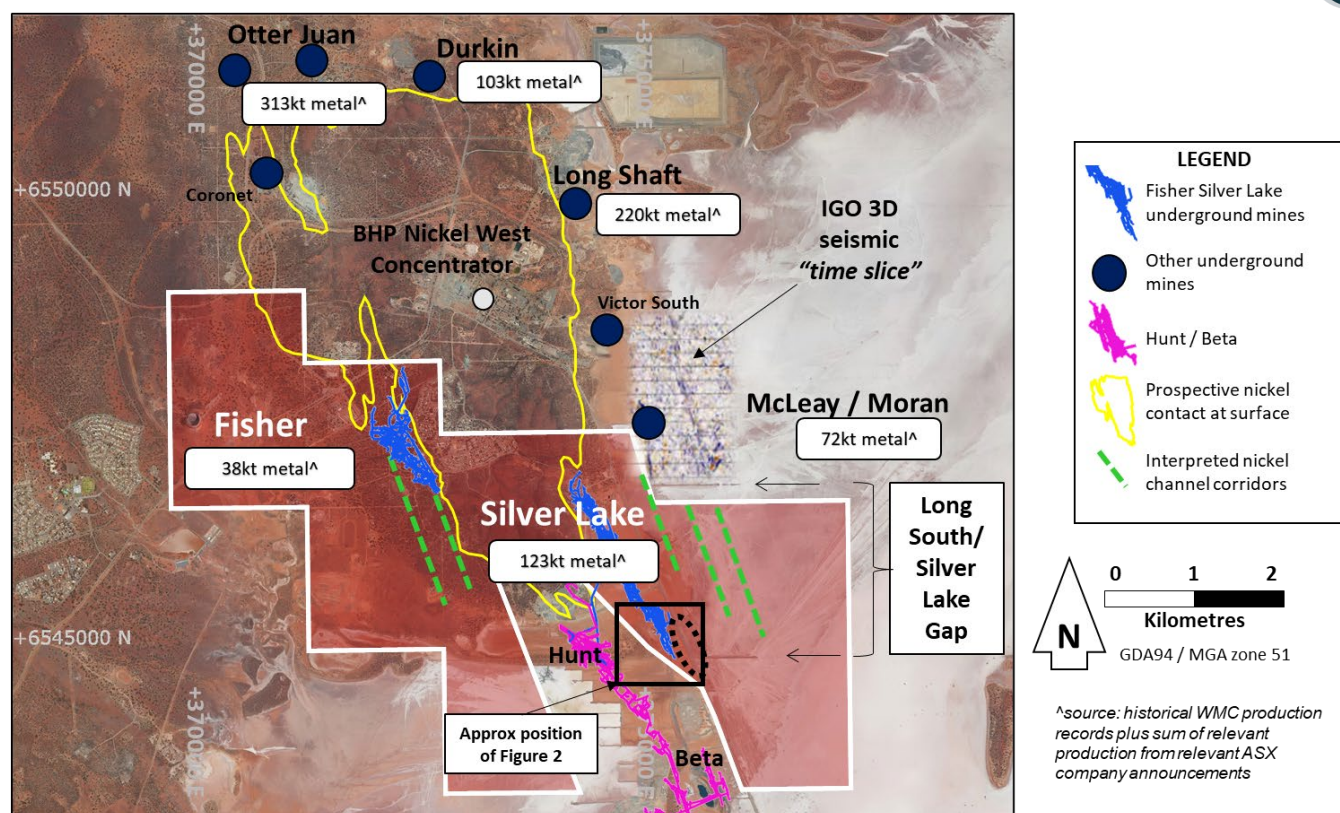 Otter Juan
Durkin
313kt metal^
103kt metal^
+370000 E
+375000 E
+6550000 N
Coronet
Long Shaft
220kt metal^
IGO 3D
seismic
“time slice”
BHP Nickel West
Concentrator
Victor South
McLeay / Moran
72kt metal^
Fisher
38kt metal^
Silver Lake
123kt metal^
Long
South/
Silver
Lake
Gap
+6545000 N
Hunt
Approx position
of Figure 2
Beta
+370000 E
5000 E
LEGEND
Fisher Silver Lake
underground mines
Other underground
mines
Hunt / Beta
Prospective nickel
contact at surface
Interpreted nickel
channel corridors
0 1 2
Kilometres
N
GDA94 / MGA zone 51
^source: historical WMC production
records plus sum of relevant
production from relevant ASX
company announcements